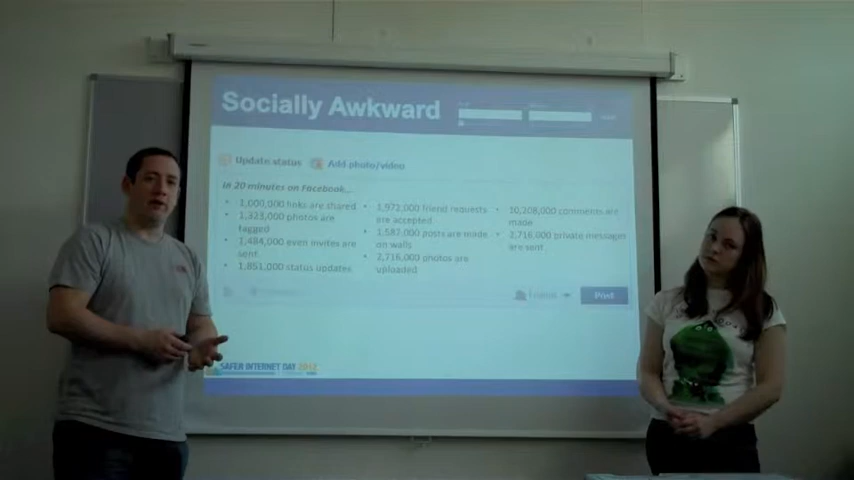 Socially Awkward
Update status
Add photo/video
In 20 minutes on Facebook...
1,000,000 links are shared
1,323,000 photos are
tagged
1,484,000 even invites are
sent
1,851,000 status updates
1,972,000 friend requests
are accepted
1,587,000 posts are made
on walls
2,716,000 photos are
uploaded
10,208,000 comments are
made
2,716,000 private messages
are sent
Print
SAFER INTERNET DAY 2012